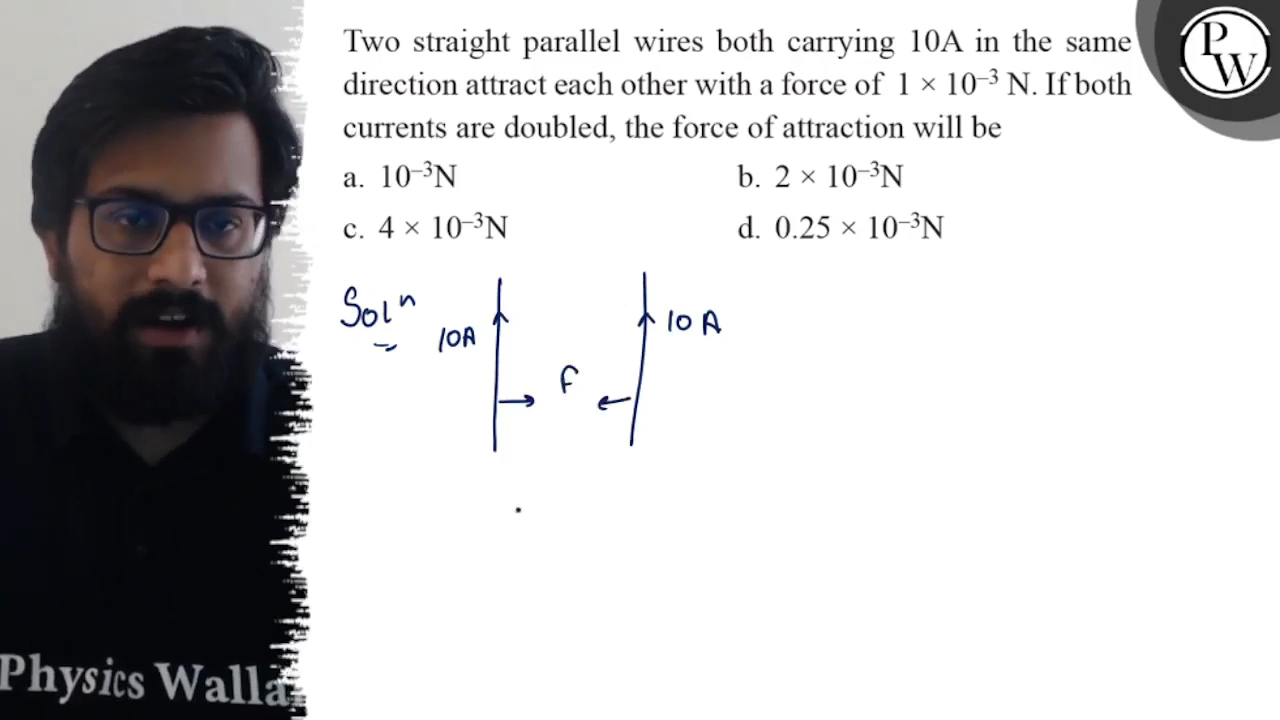 Two straight parallel wires both carrying 10A in the same
direction attract each other with a force of 1 × 10⁻³ N. If both
currents are doubled, the force of attraction will be
a. 10⁻³N
b. 2 × 10⁻³N
c. 4 × 10⁻³N
d. 0.25 × 10⁻³N
Solⁿ
10A
10 A
F
PW
Physics Walla